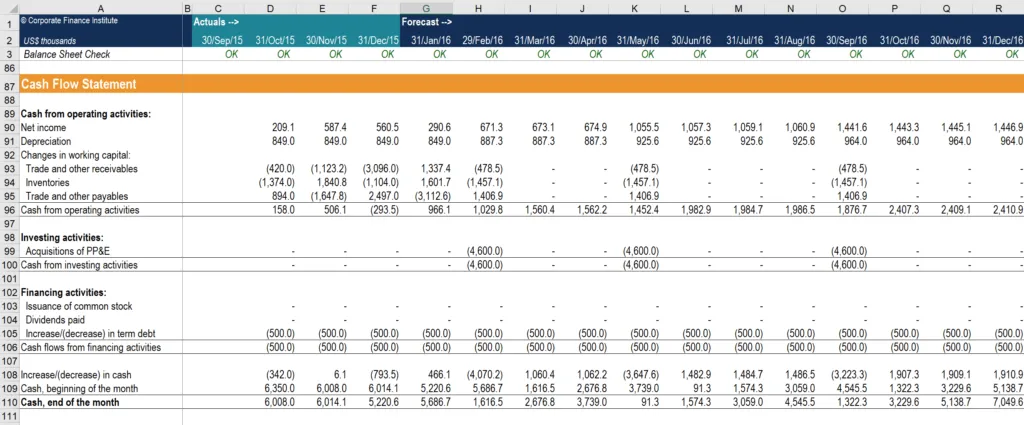 A B C D E F G H I J K L M N O P Q R
1 © Corporate Finance Institute Actuals --> Forecast -->
2 US$ thousands 30/Sep/15 31/Oct/15 30/Nov/15 31/Dec/15 31/Jan/16 29/Feb/16 31/Mar/16 30/Apr/16 31/May/16 30/Jun/16 31/Jul/16 31/Aug/16 30/Sep/16 31/Oct/16 30/Nov/16 31/Dec/16
3 Balance Sheet Check OK OK OK OK OK OK OK OK OK OK OK OK OK OK OK OK
86
87 Cash Flow Statement
88
89 Cash from operating activities:
90 Net income 209.1 587.4 560.5 290.6 671.3 673.1 674.9 1,055.5 1,057.3 1,059.1 1,060.9 1,441.6 1,443.3 1,445.1 1,446.9
91 Depreciation 849.0 849.0 849.0 849.0 887.3 887.3 887.3 925.6 925.6 925.6 925.6 964.0 964.0 964.0 964.0
92 Changes in working capital:
93 Trade and other receivables (420.0) (1,123.2) (3,096.0) 1,337.4 (478.5) - - (478.5) - - - (478.5) - - -
94 Inventories (1,374.0) 1,840.8 (1,104.0) 1,601.7 (1,457.1) - - (1,457.1) - - - (1,457.1) - - -
95 Trade and other payables 894.0 (1,647.8) 2,497.0 (3,112.6) 1,406.9 - - 1,406.9 - - - 1,406.9 - - -
96 Cash from operating activities 158.0 506.1 (293.5) 966.1 1,029.8 1,560.4 1,562.2 1,452.4 1,982.9 1,984.7 1,986.5 1,876.7 2,407.3 2,409.1 2,410.9
97
98 Investing activities:
99 Acquisitions of PP&E - - - - (4,600.0) - - (4,600.0) - - - (4,600.0) - - -
100 Cash from investing activities - - - - (4,600.0) - - (4,600.0) - - - (4,600.0) - - -
101
102 Financing activities:
103 Issuance of common stock - - - - - - - - - - - - - - -
104 Dividends paid - - - - - - - - - - - - - - -
105 Increase/(decrease) in term debt (500.0) (500.0) (500.0) (500.0) (500.0) (500.0) (500.0) (500.0) (500.0) (500.0) (500.0) (500.0) (500.0) (500.0) (500.0)
106 Cash flows from financing activities (500.0) (500.0) (500.0) (500.0) (500.0) (500.0) (500.0) (500.0) (500.0) (500.0) (500.0) (500.0) (500.0) (500.0) (500.0)
107
108 Increase/(decrease) in cash (342.0) 6.1 (793.5) 466.1 (4,070.2) 1,060.4 1,062.2 (3,647.6) 1,482.9 1,484.7 1,486.5 (3,223.3) 1,907.3 1,909.1 1,910.9
109 Cash, beginning of the month 6,350.0 6,008.0 6,014.1 5,220.6 5,686.7 1,616.5 2,676.8 3,739.0 91.3 1,574.3 3,059.0 4,545.5 1,322.3 3,229.6 5,138.7
110 Cash, end of the month 6,008.0 6,014.1 5,220.6 5,686.7 1,616.5 2,676.8 3,739.0 91.3 1,574.3 3,059.0 4,545.5 1,322.3 3,229.6 5,138.7 7,049.6
111